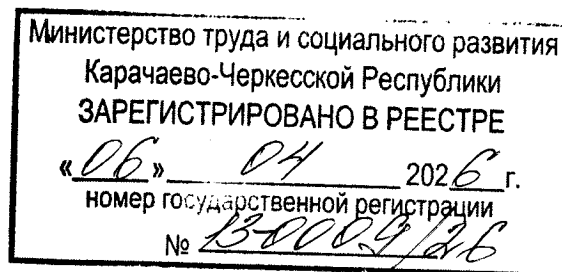 Министерство труда и социального развития
Карачаево-Черкесской Республики
ЗАРЕГИСТРИРОВАНО В РЕЕСТРЕ
«06» 04 2026 г.
номер государственной регистрации
№ 13-0009/26